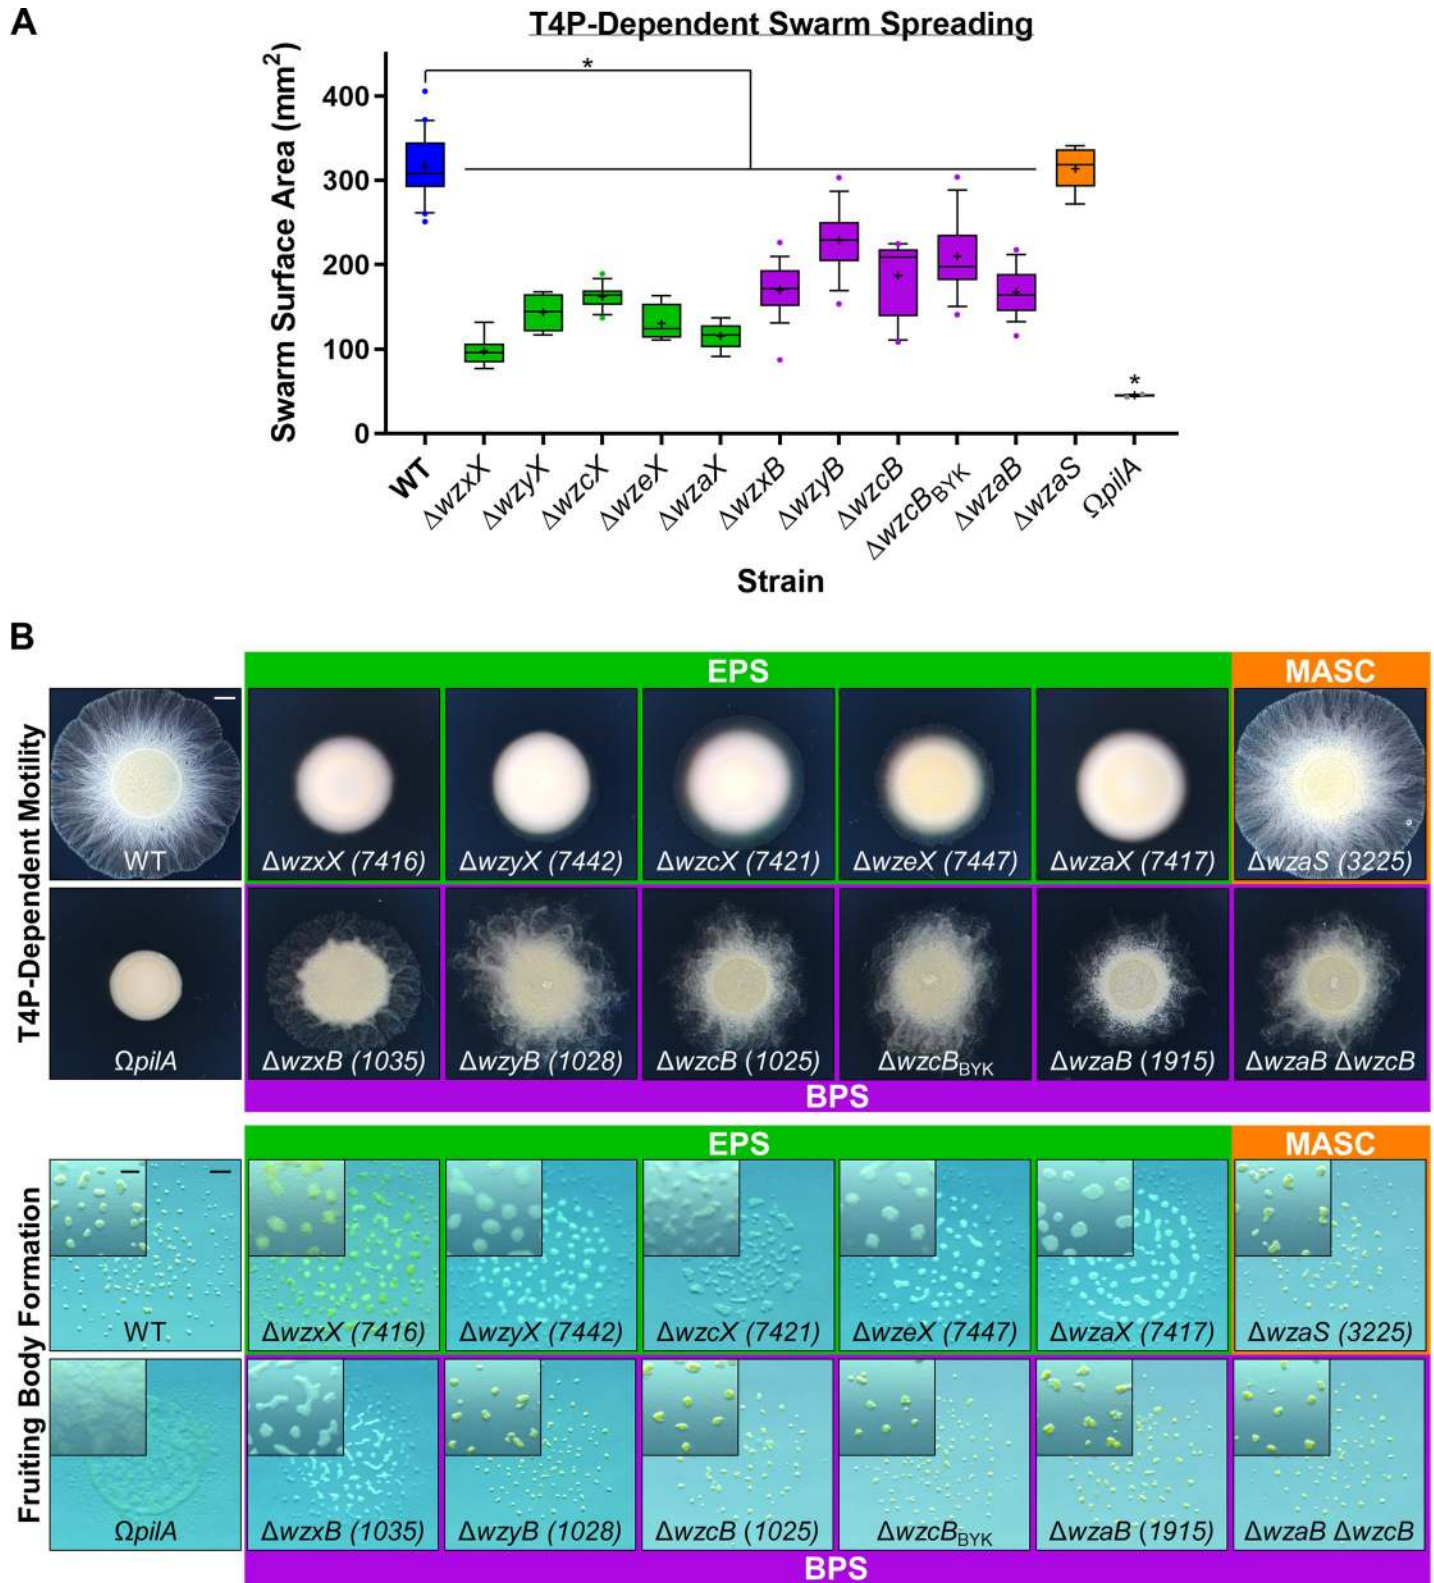 A
T4P-Dependent Swarm Spreading
Swarm Surface Area (mm²)
400
300
200
100
0
*
*
WT
ΔwzxX
ΔwzyX
ΔwzcX
ΔwzeX
ΔwzaX
ΔwzxB
ΔwzyB
ΔwzcB
ΔwzcB_BYK
ΔwzaB
ΔwzaS
ΩpilA
Strain
B
T4P-Dependent Motility
EPS
MASC
WT
ΔwzxX (7416)
ΔwzyX (7442)
ΔwzcX (7421)
ΔwzeX (7447)
ΔwzaX (7417)
ΔwzaS (3225)
ΩpilA
ΔwzxB (1035)
ΔwzyB (1028)
ΔwzcB (1025)
ΔwzcB_BYK
ΔwzaB (1915)
ΔwzaB ΔwzcB
BPS
Fruiting Body Formation
EPS
MASC
WT
ΔwzxX (7416)
ΔwzyX (7442)
ΔwzcX (7421)
ΔwzeX (7447)
ΔwzaX (7417)
ΔwzaS (3225)
ΩpilA
ΔwzxB (1035)
ΔwzyB (1028)
ΔwzcB (1025)
ΔwzcB_BYK
ΔwzaB (1915)
ΔwzaB ΔwzcB
BPS